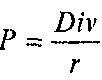 P = Div / r